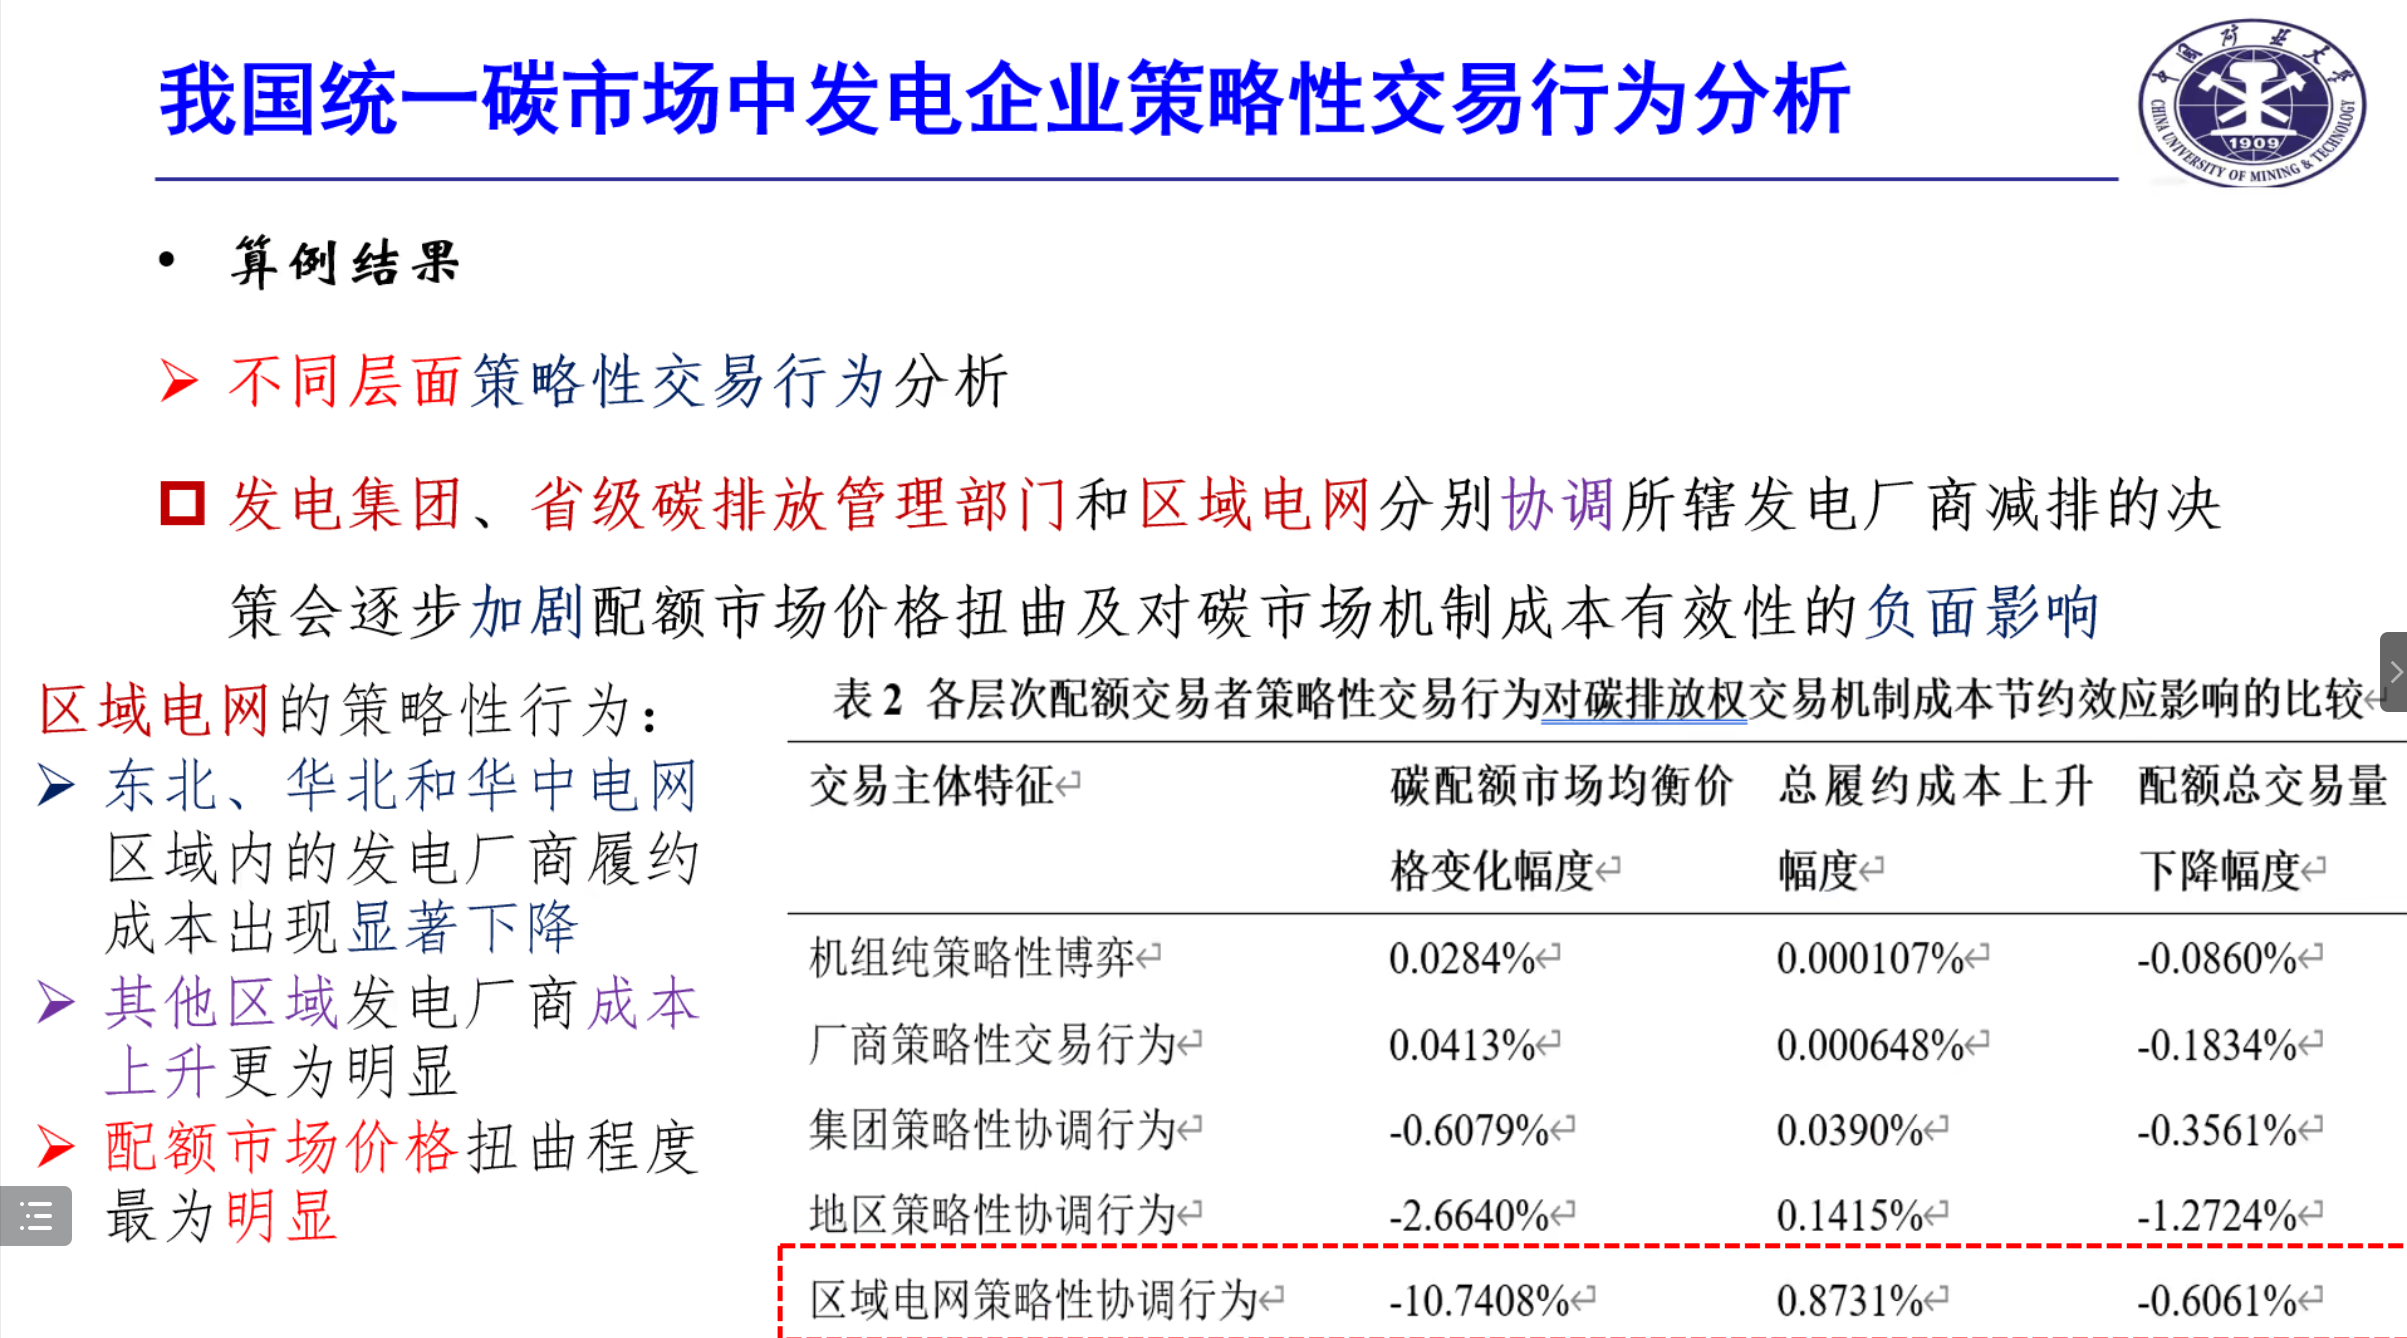 我国统一碳市场中发电企业策略性交易行为分析
中国矿业大学
CHINA UNIVERSITY OF MINING & TECHNOLOGY
1909
• 算例结果
➢ 不同层面策略性交易行为分析
发电集团、省级碳排放管理部门和区域电网分别协调所辖发电厂商减排的决
策会逐步加剧配额市场价格扭曲及对碳市场机制成本有效性的负面影响
区域电网的策略性行为：
➢ 东北、华北和华中电网
区域内的发电厂商履约
成本出现显著下降
➢ 其他区域发电厂商成本
上升更为明显
➢ 配额市场价格扭曲程度
最为明显
表 2 各层次配额交易者策略性交易行为对碳排放权交易机制成本节约效应影响的比较
交易主体特征 碳配额市场均衡价 总履约成本上升 配额总交易量
格变化幅度 幅度 下降幅度
机组纯策略性博弈 0.0284% 0.000107% -0.0860%
厂商策略性交易行为 0.0413% 0.000648% -0.1834%
集团策略性协调行为 -0.6079% 0.0390% -0.3561%
地区策略性协调行为 -2.6640% 0.1415% -1.2724%
区域电网策略性协调行为 -10.7408% 0.8731% -0.6061%